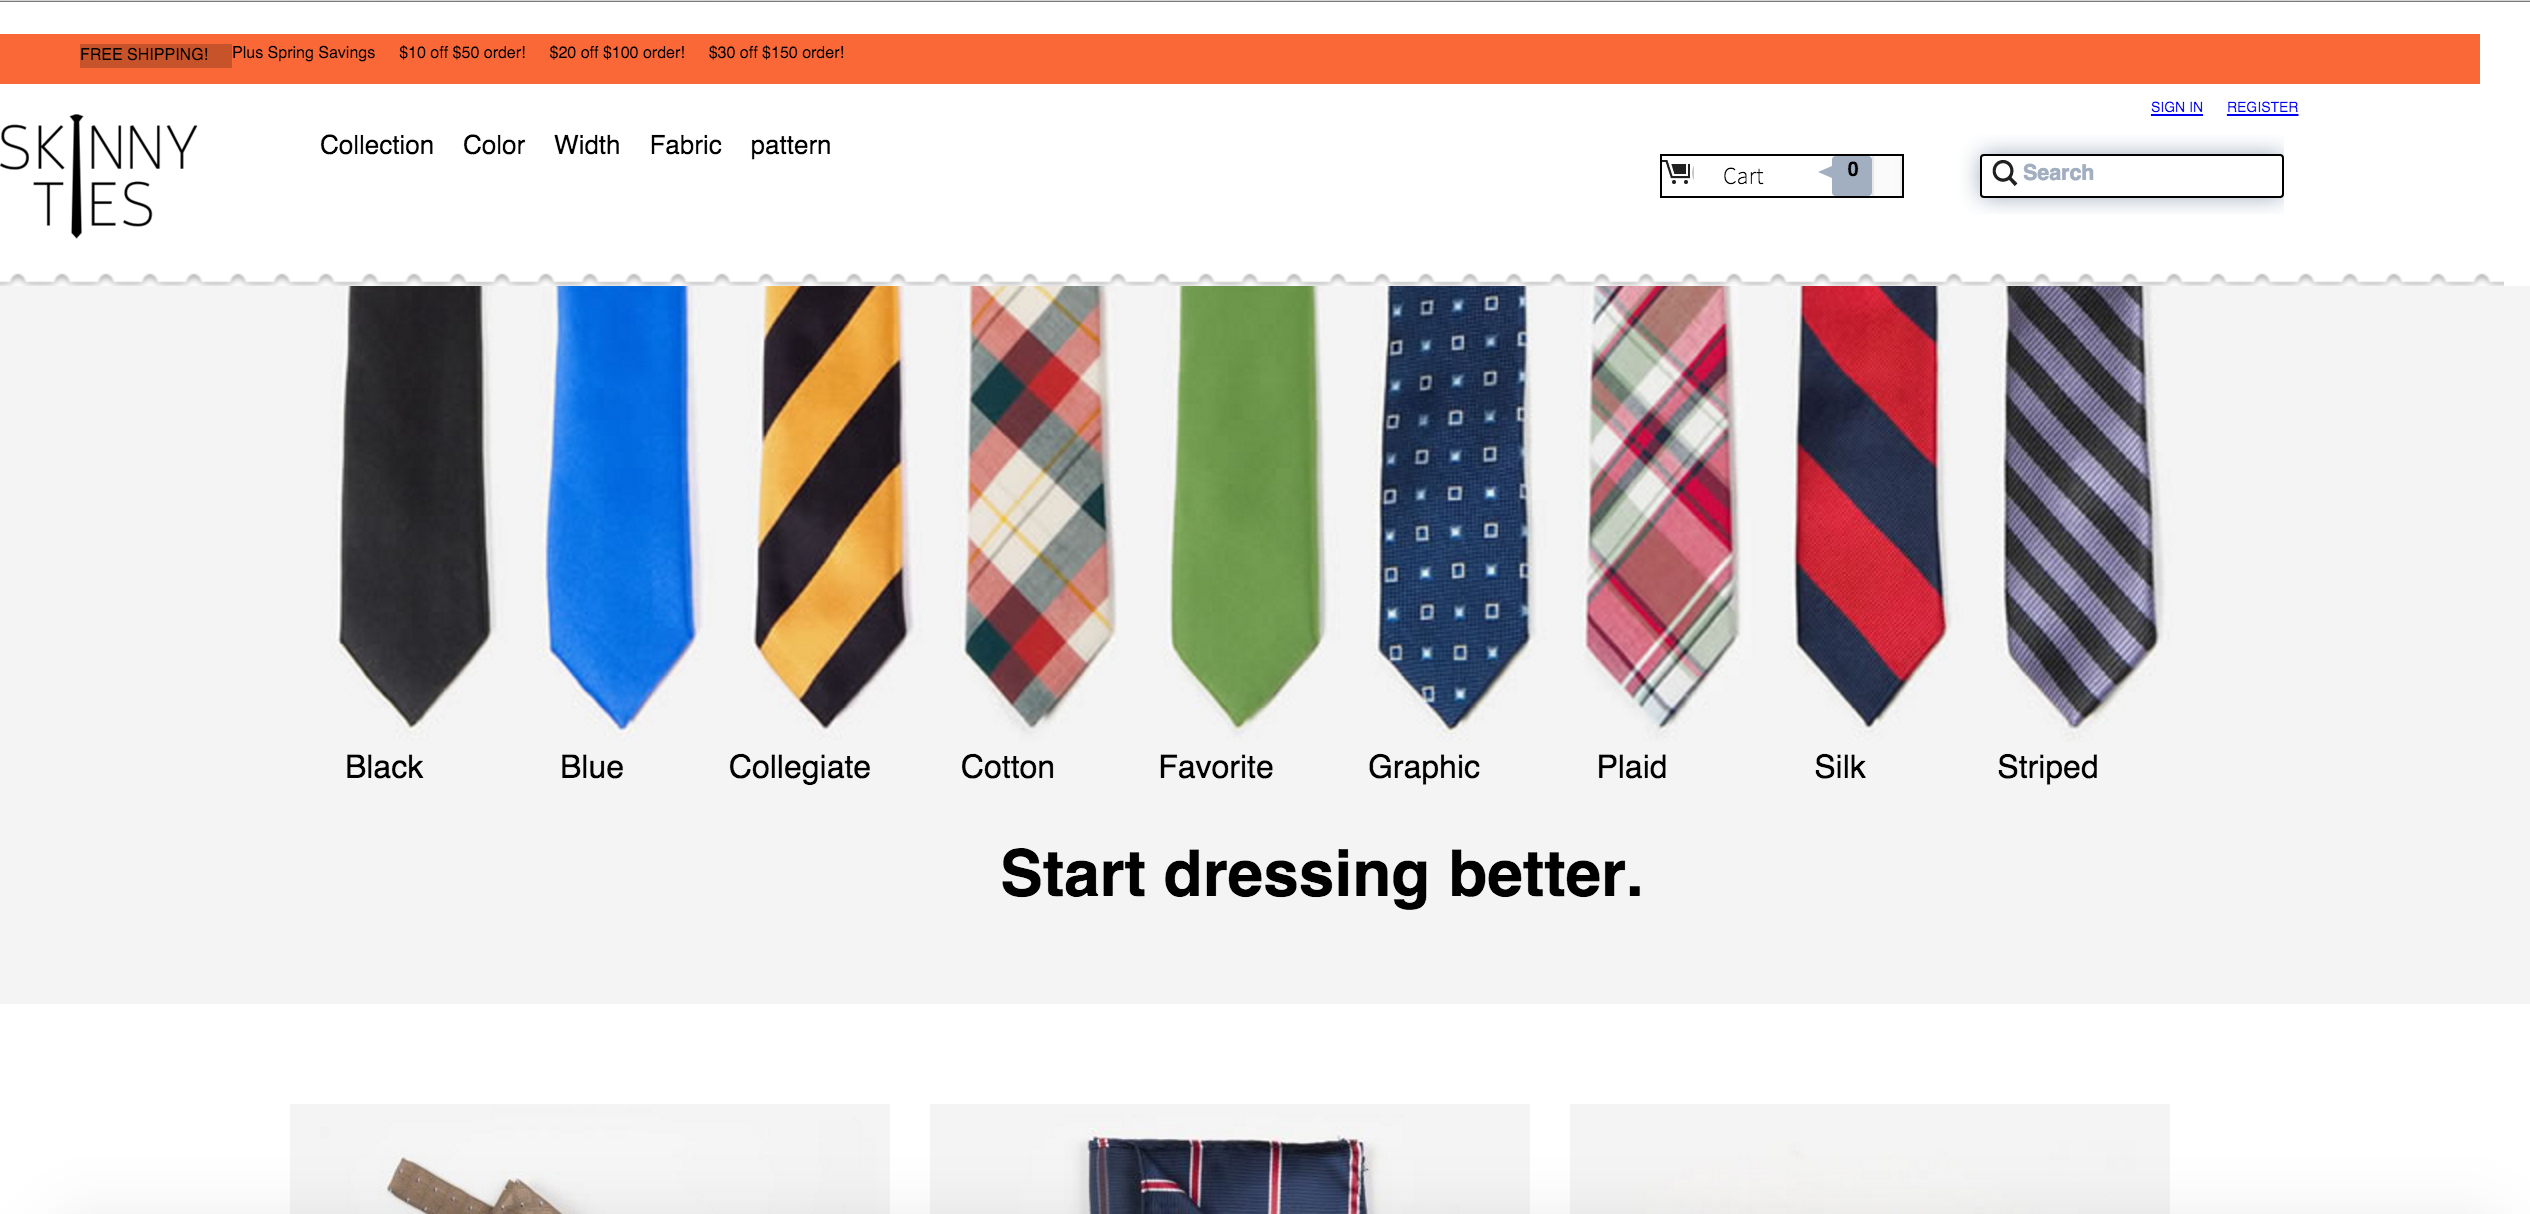 FREE SHIPPING! Plus Spring Savings $10 off $50 order! $20 off $100 order! $30 off $150 order!
SIGN IN REGISTER
SKINNY
TIES
Collection Color Width Fabric pattern
Cart 0
Search
Black Blue Collegiate Cotton Favorite Graphic Plaid Silk Striped
Start dressing better.